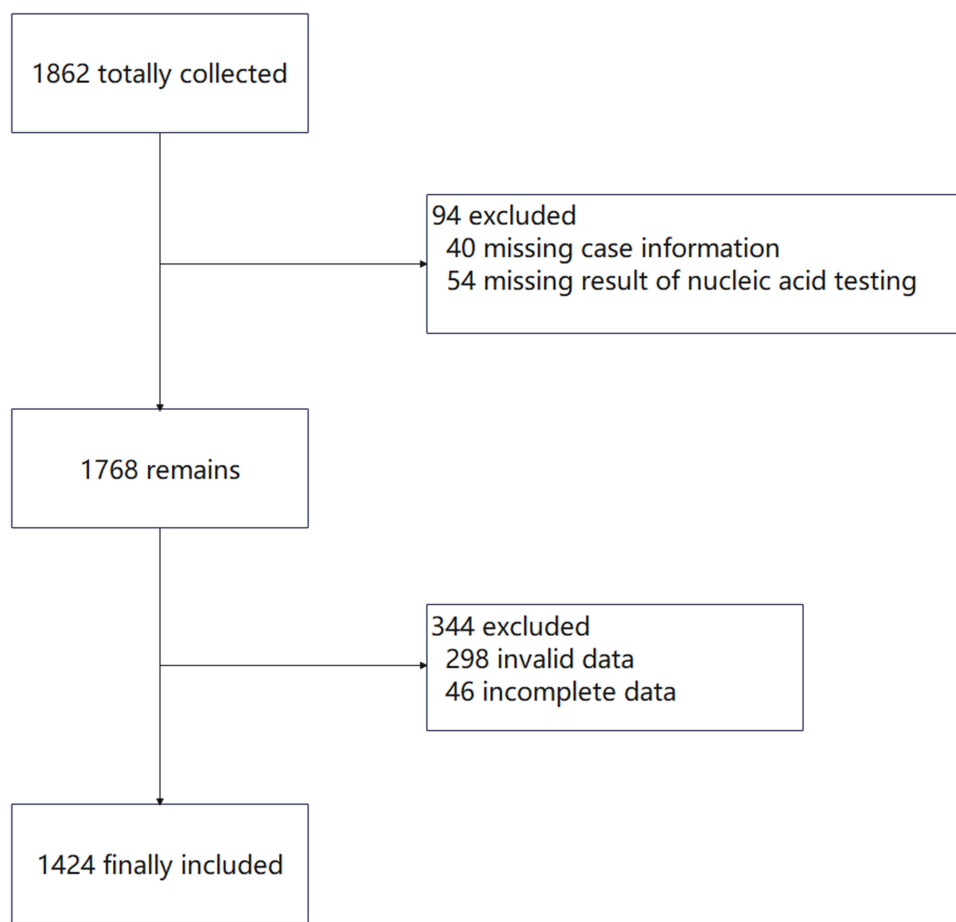 1862 totally collected
94 excluded
40 missing case information
54 missing result of nucleic acid testing
1768 remains
344 excluded
298 invalid data
46 incomplete data
1424 finally included